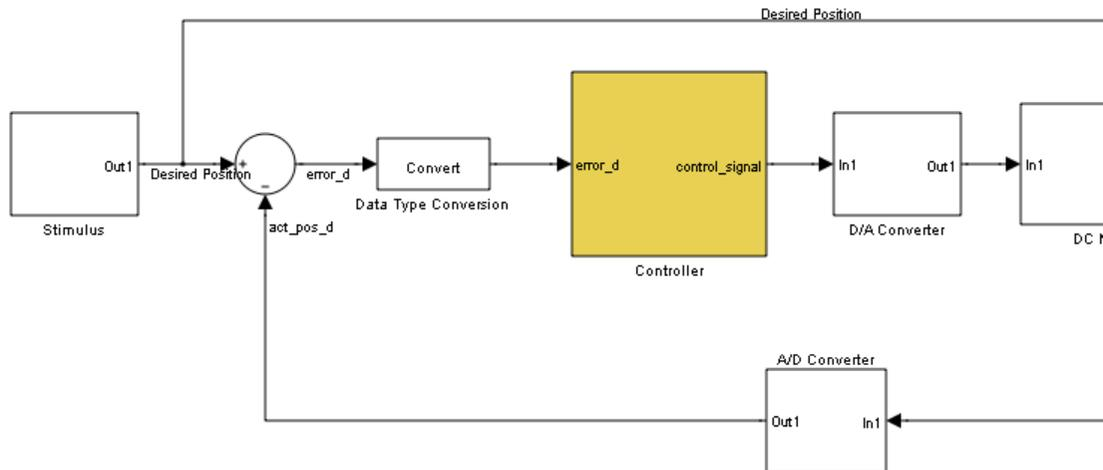 Desired Position
Out1
Desired Position
+
−
error_d
Convert
error_d
control_signal
In1
Out1
In1
Stimulus
act_pos_d
Data Type Conversion
Controller
D/A Converter
DC
A/D Converter
Out1
In1